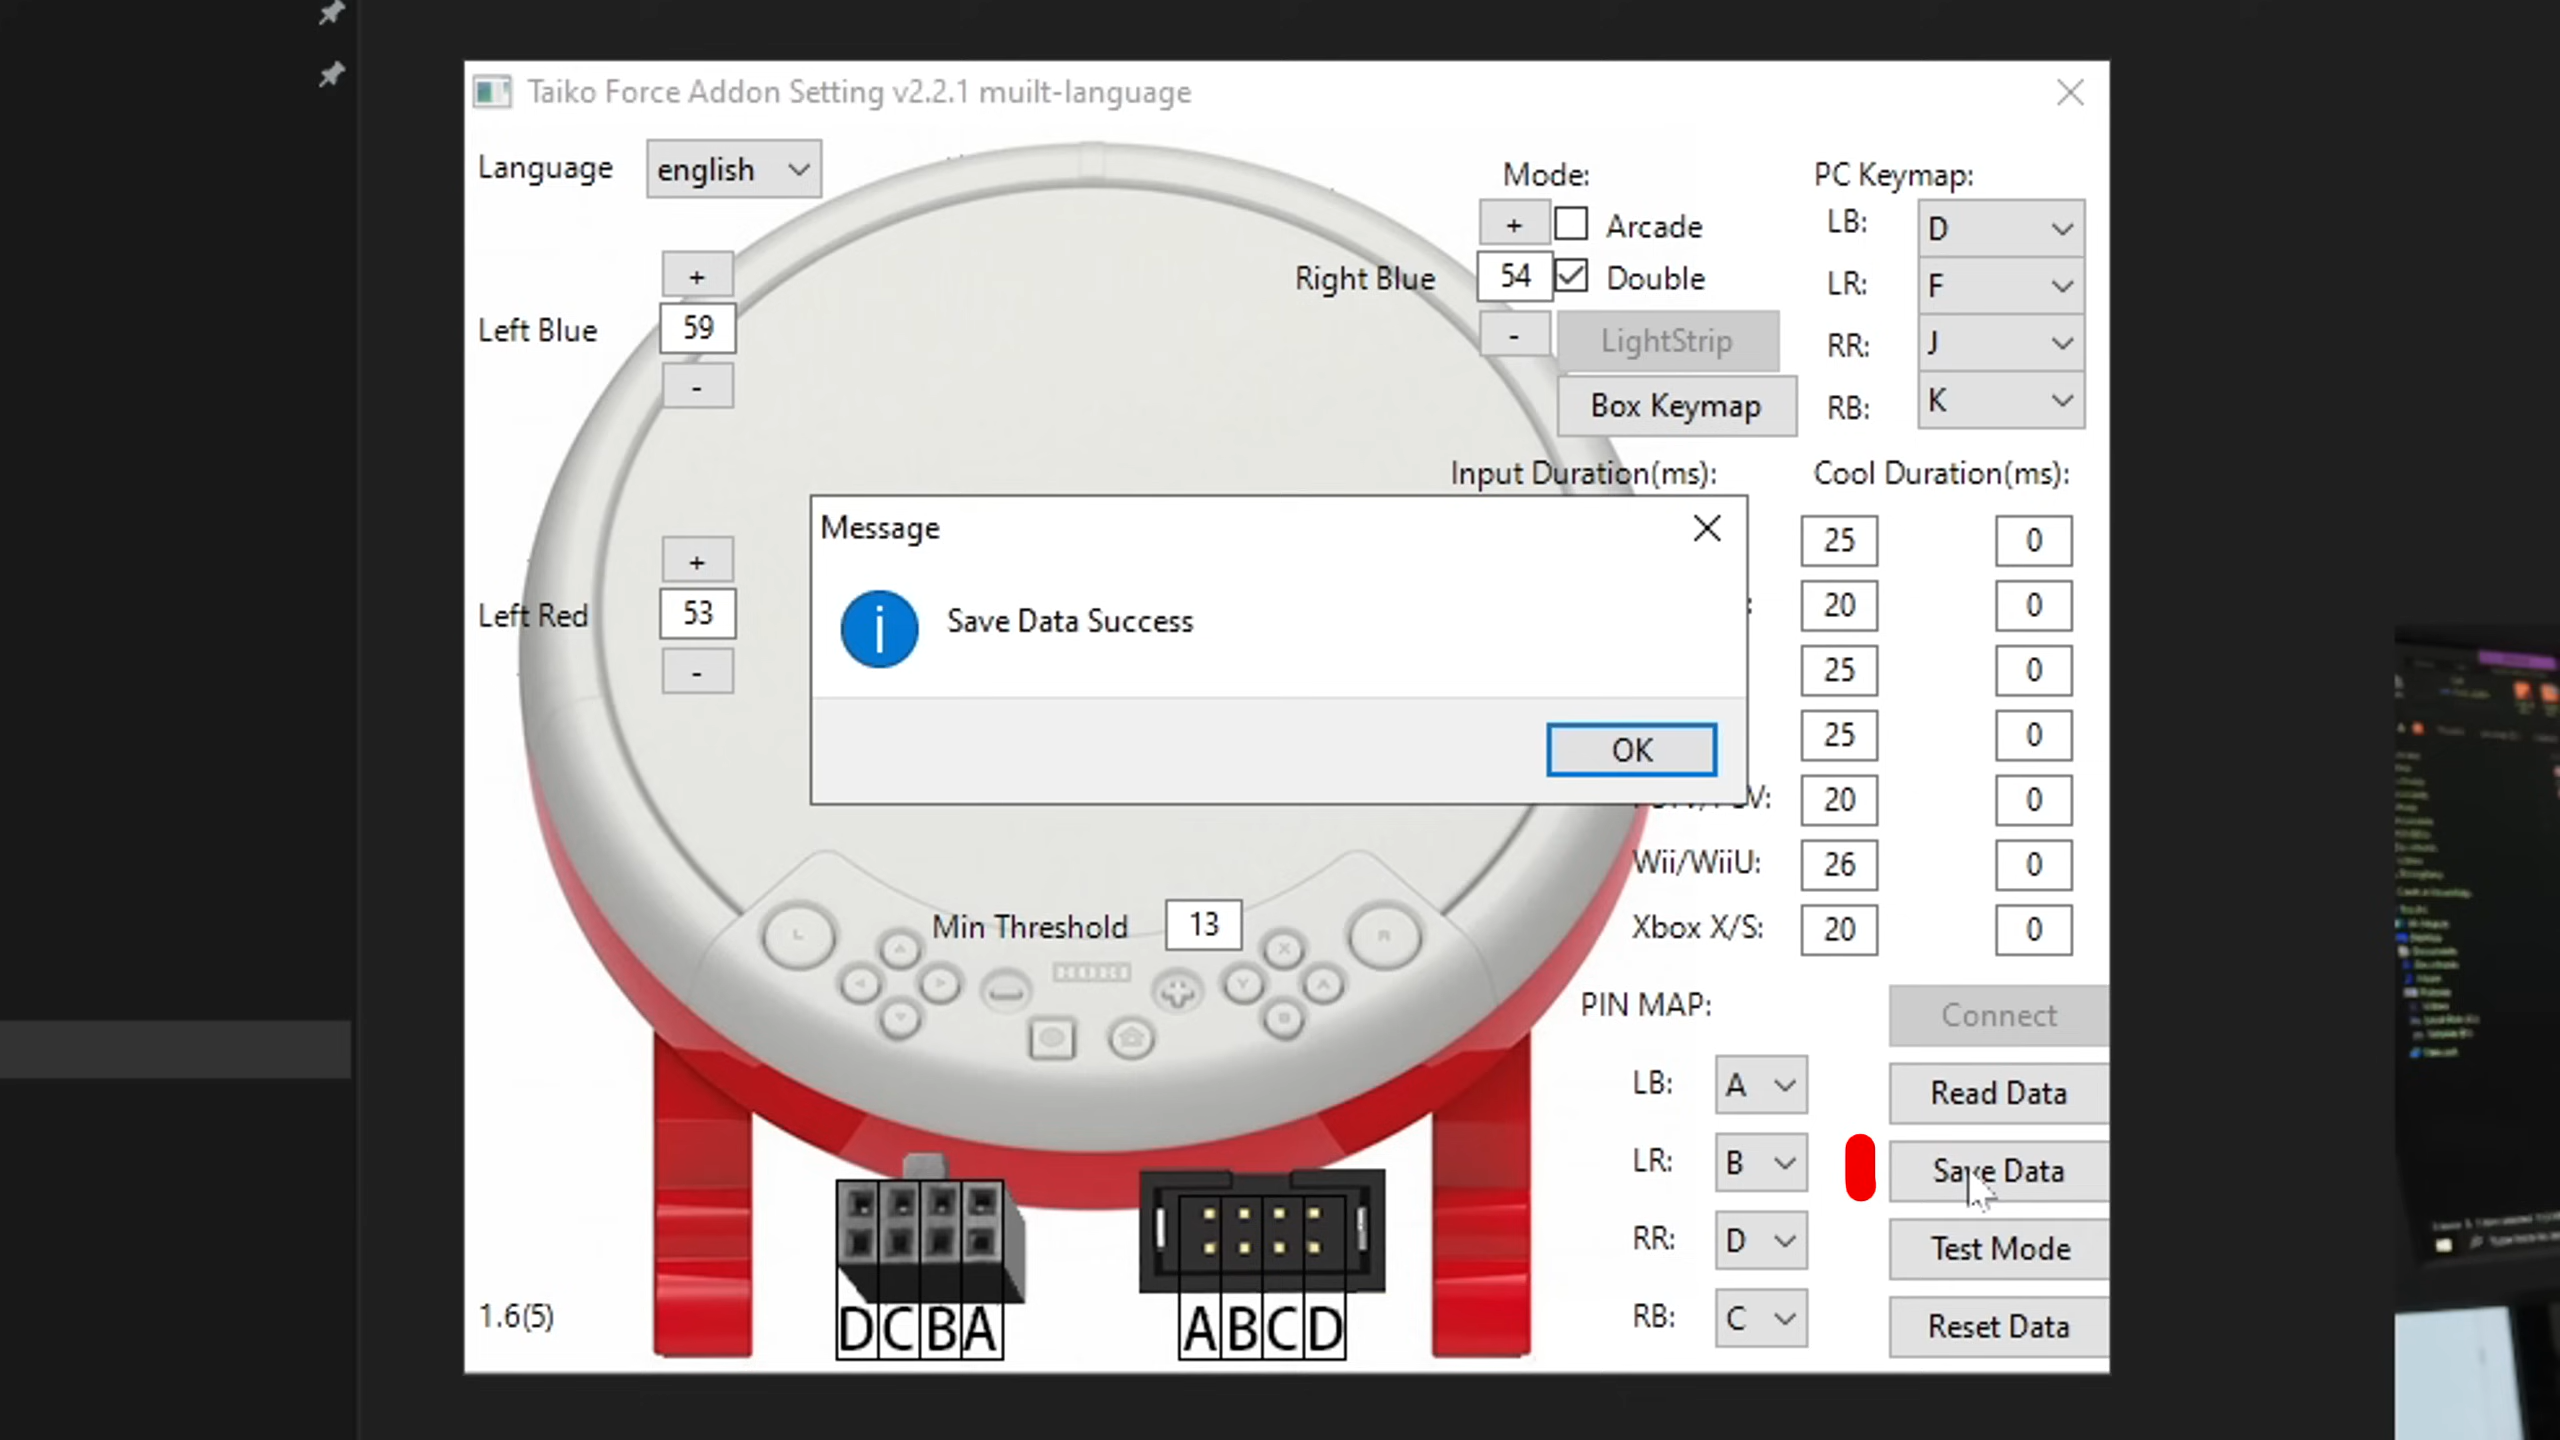 Taiko Force Addon Setting v2.2.1 muilt-language
Language english
Mode:
PC Keymap:
+ Arcade
LB: D
Right Blue 54 Double
LR: F
+
Left Blue 59
-
- LightStrip
RR: J
Box Keymap
RB: K
Input Duration(ms):
Cool Duration(ms):
Message
25 0
+
Left Red 53
-
Save Data Success
: 20 0
25 0
OK
25 0
V: 20 0
Wii/WiiU: 26 0
Min Threshold 13
Xbox X/S: 20 0
L
R
X
Y A
B
HORI
PIN MAP:
Connect
LB: A
Read Data
LR: B
Save Data
RR: D
Test Mode
RB: C
Reset Data
1.6(5)
DCBA
ABCD